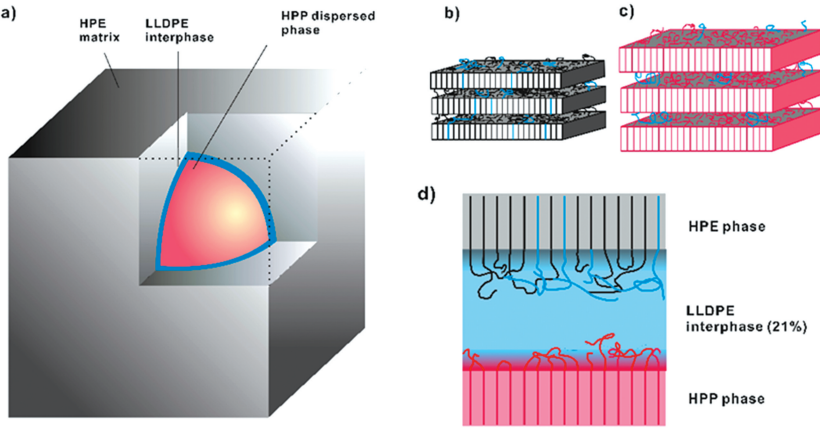 a)
HPE
matrix
LLDPE
interphase
HPP dispersed
phase
b)
c)
d)
HPE phase
LLDPE
interphase (21%)
HPP phase